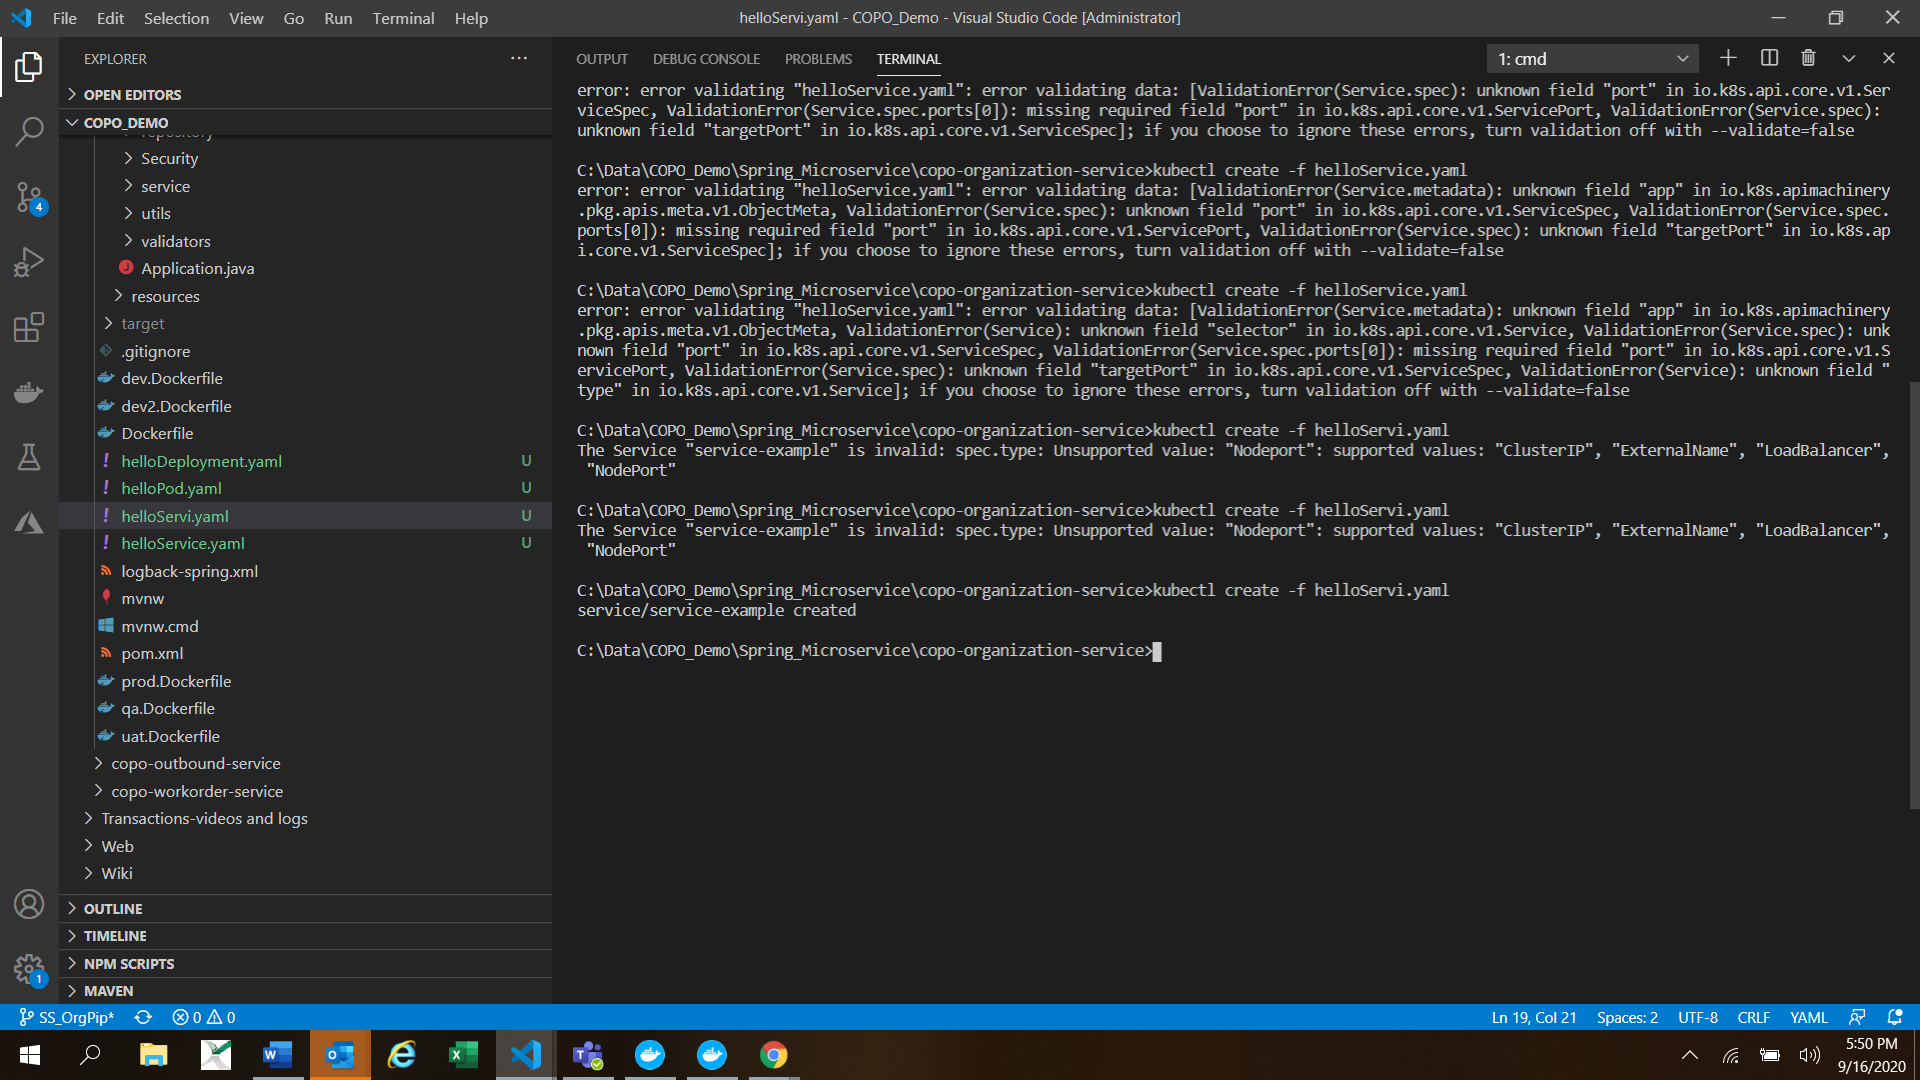 File Edit Selection View Go Run Terminal Help
helloServi.yaml - COPO_Demo - Visual Studio Code [Administrator]
EXPLORER
OPEN EDITORS
COPO_DEMO
repository
Security
service
utils
validators
Application.java
resources
target
.gitignore
dev.Dockerfile
dev2.Dockerfile
Dockerfile
helloDeployment.yaml U
helloPod.yaml U
helloServi.yaml U
helloService.yaml U
logback-spring.xml
mvnw
mvnw.cmd
pom.xml
prod.Dockerfile
qa.Dockerfile
uat.Dockerfile
copo-outbound-service
copo-workorder-service
Transactions-videos and logs
Web
Wiki
OUTLINE
TIMELINE
NPM SCRIPTS
MAVEN
4
1
OUTPUT DEBUG CONSOLE PROBLEMS TERMINAL
1: cmd
error: error validating "helloService.yaml": error validating data: [ValidationError(Service.spec): unknown field "port" in io.k8s.api.core.v1.Ser
viceSpec, ValidationError(Service.spec.ports[0]): missing required field "port" in io.k8s.api.core.v1.ServicePort, ValidationError(Service.spec):
unknown field "targetPort" in io.k8s.api.core.v1.ServiceSpec]; if you choose to ignore these errors, turn validation off with --validate=false
C:\Data\COPO_Demo\Spring_Microservice\copo-organization-service>kubectl create -f helloService.yaml
error: error validating "helloService.yaml": error validating data: [ValidationError(Service.metadata): unknown field "app" in io.k8s.apimachinery
.pkg.apis.meta.v1.ObjectMeta, ValidationError(Service.spec): unknown field "port" in io.k8s.api.core.v1.ServiceSpec, ValidationError(Service.spec.
ports[0]): missing required field "port" in io.k8s.api.core.v1.ServicePort, ValidationError(Service.spec): unknown field "targetPort" in io.k8s.ap
i.core.v1.ServiceSpec]; if you choose to ignore these errors, turn validation off with --validate=false
C:\Data\COPO_Demo\Spring_Microservice\copo-organization-service>kubectl create -f helloService.yaml
error: error validating "helloService.yaml": error validating data: [ValidationError(Service.metadata): unknown field "app" in io.k8s.apimachinery
.pkg.apis.meta.v1.ObjectMeta, ValidationError(Service): unknown field "selector" in io.k8s.api.core.v1.Service, ValidationError(Service.spec): unk
nown field "port" in io.k8s.api.core.v1.ServiceSpec, ValidationError(Service.spec.ports[0]): missing required field "port" in io.k8s.api.core.v1.S
ervicePort, ValidationError(Service.spec): unknown field "targetPort" in io.k8s.api.core.v1.ServiceSpec, ValidationError(Service): unknown field "
type" in io.k8s.api.core.v1.Service]; if you choose to ignore these errors, turn validation off with --validate=false
C:\Data\COPO_Demo\Spring_Microservice\copo-organization-service>kubectl create -f helloServi.yaml
The Service "service-example" is invalid: spec.type: Unsupported value: "Nodeport": supported values: "ClusterIP", "ExternalName", "LoadBalancer",
"NodePort"
C:\Data\COPO_Demo\Spring_Microservice\copo-organization-service>kubectl create -f helloServi.yaml
The Service "service-example" is invalid: spec.type: Unsupported value: "Nodeport": supported values: "ClusterIP", "ExternalName", "LoadBalancer",
"NodePort"
C:\Data\COPO_Demo\Spring_Microservice\copo-organization-service>kubectl create -f helloServi.yaml
service/service-example created
C:\Data\COPO_Demo\Spring_Microservice\copo-organization-service>
SS_OrgPip* 0 0 Ln 19, Col 21 Spaces: 2 UTF-8 CRLF YAML
5:50 PM
9/16/2020